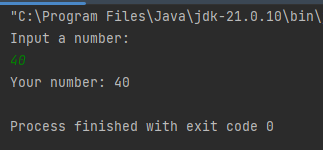 "C:\Program Files\Java\jdk-21.0.10\bin\
Input a number:
40
Your number: 40
Process finished with exit code 0